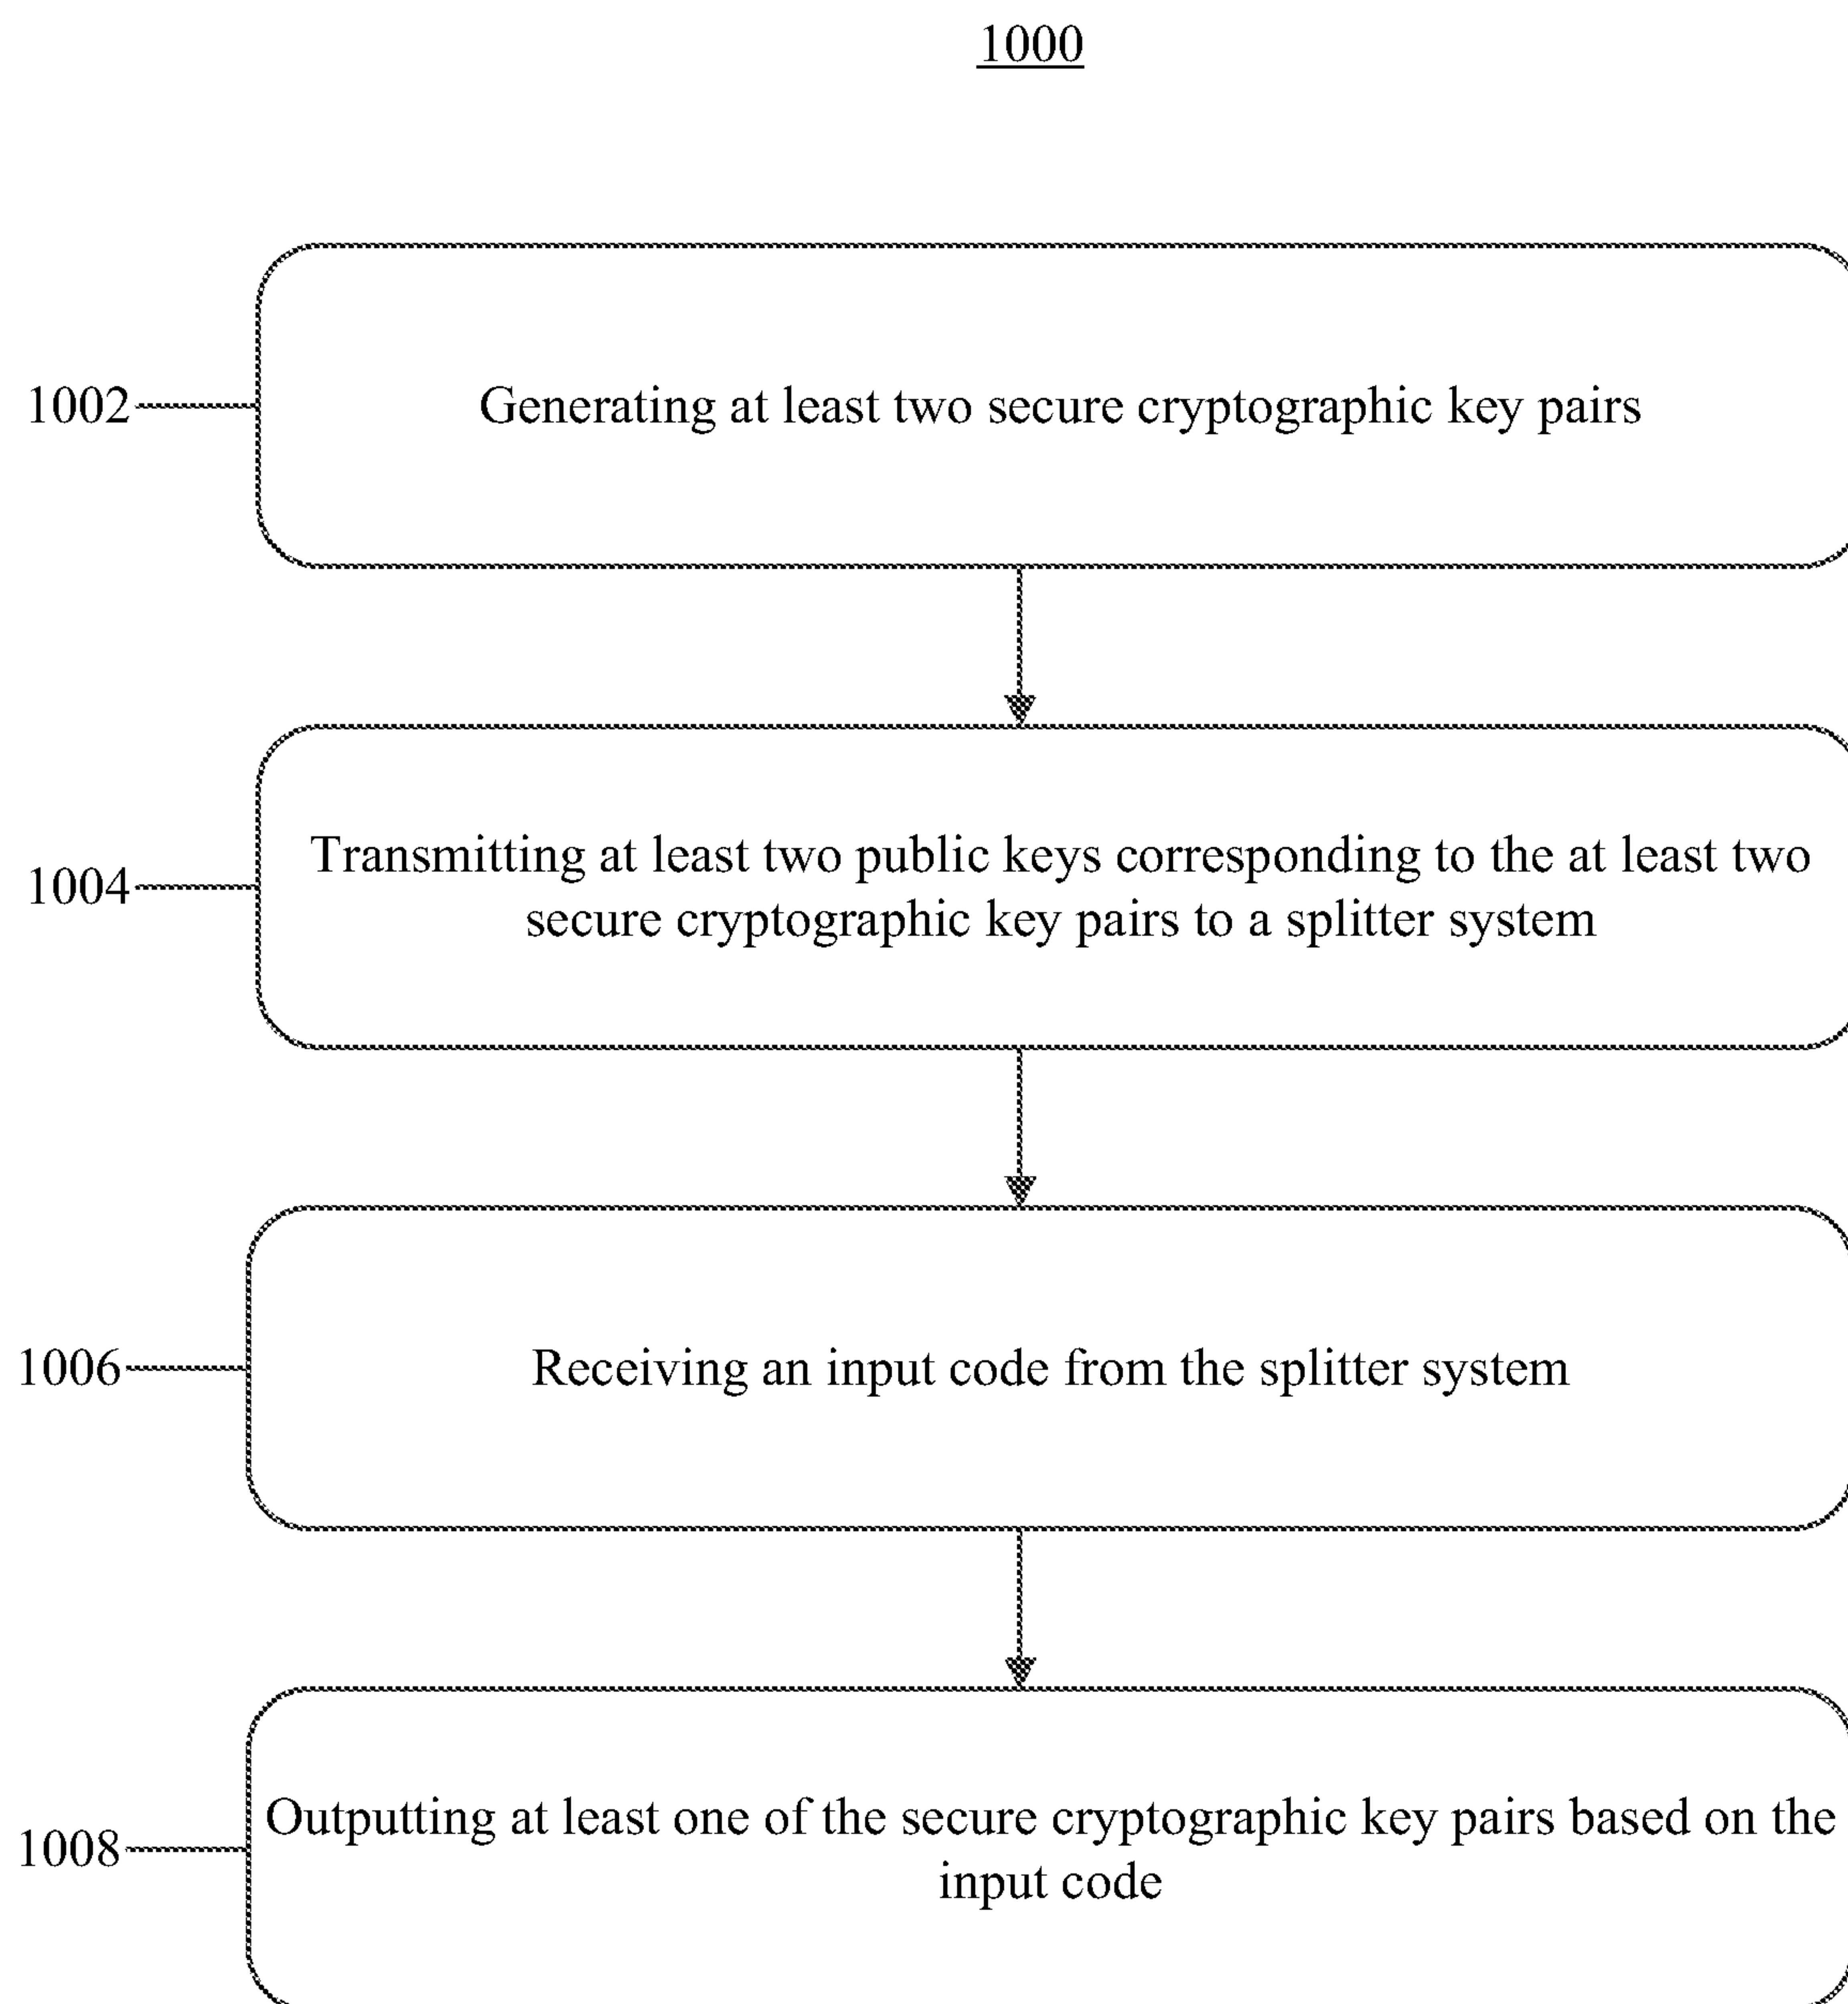 1000
1002
Generating at least two secure cryptographic key pairs
1004
Transmitting at least two public keys corresponding to the at least two
secure cryptographic key pairs to a splitter system
1006
Receiving an input code from the splitter system
1008
Outputting at least one of the secure cryptographic key pairs based on the
input code